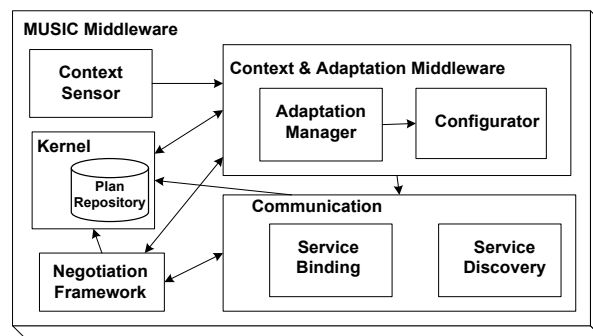 MUSIC Middleware
Context
Sensor
Context & Adaptation Middleware
Adaptation
Manager
Configurator
Kernel
Plan
Repository
Communication
Service
Binding
Service
Discovery
Negotiation
Framework